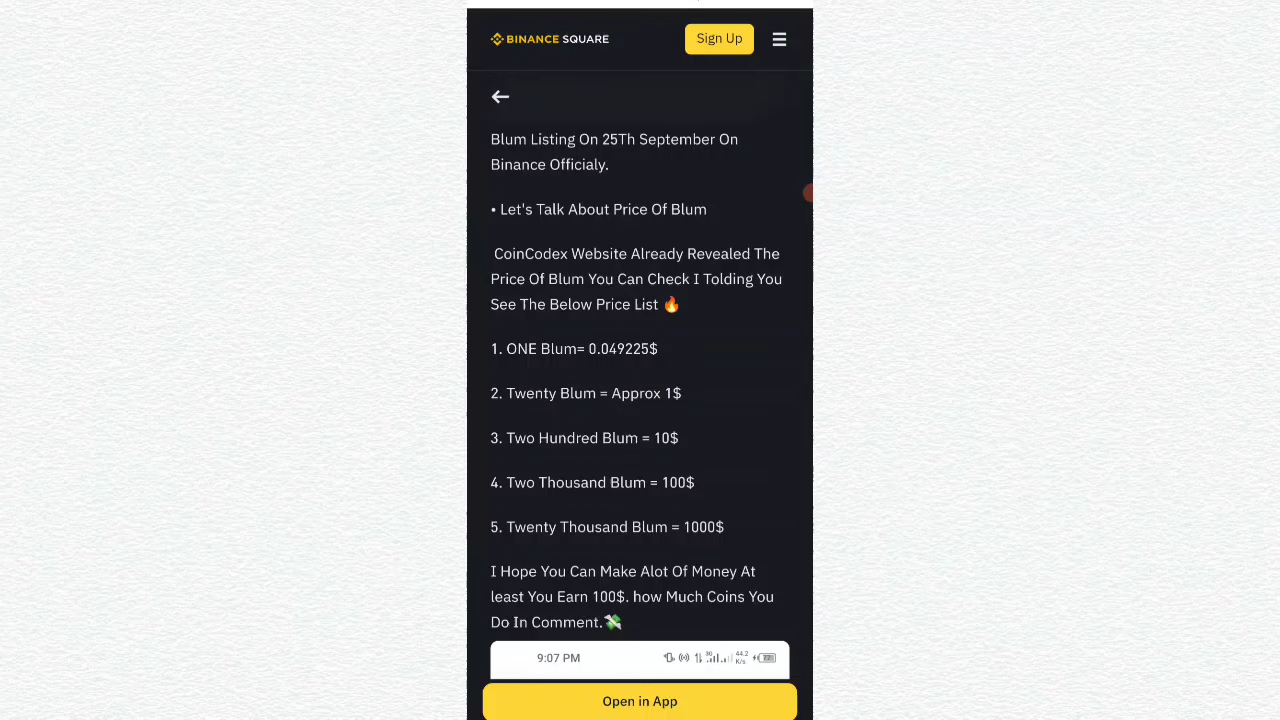 BINANCE SQUARE
Sign Up
Blum Listing On 25Th September On
Binance Officialy.
• Let's Talk About Price Of Blum
CoinCodex Website Already Revealed The
Price Of Blum You Can Check I Tolding You
See The Below Price List 🔥
1. ONE Blum= 0.049225$
2. Twenty Blum = Approx 1$
3. Two Hundred Blum = 10$
4. Two Thousand Blum = 100$
5. Twenty Thousand Blum = 1000$
I Hope You Can Make Alot Of Money At
least You Earn 100$. how Much Coins You
Do In Comment.💸
9:07 PM
3G
44.2
K/s
Open in App